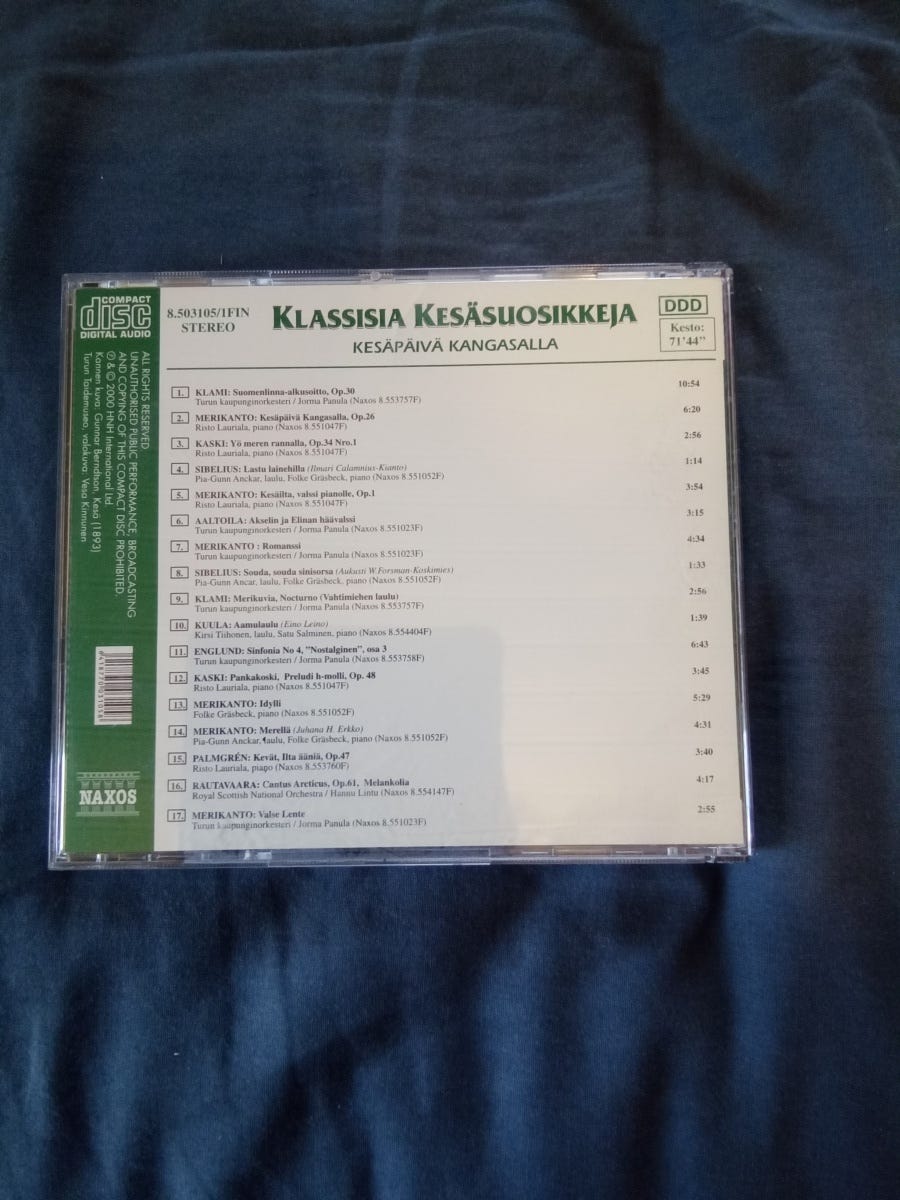 COMPACT
disc
DIGITAL AUDIO
8.503105/1FIN
STEREO
KLASSISIA KESÄSUOSIKKEJA
KESÄPÄIVÄ KANGASALLA
DDD
Kesto:
71'44"
1. KLAMI: Suomenlinna-alkusoitto, Op.30 10:54
Turun kaupunginorkesteri / Jorma Panula (Naxos 8.553757F)
2. MERIKANTO: Kesäpäivä Kangasalla, Op.26 6:20
Risto Lauriala, piano (Naxos 8.551047F)
3. KASKI: Yö meren rannalla, Op.34 Nro.1 2:56
Risto Lauriala, piano (Naxos 8.551047F)
4. SIBELIUS: Lastu lainehilla (Ilmari Calamnius-Kianto) 1:14
Pia-Gunn Anckar, laulu, Folke Gräsbeck, piano (Naxos 8.551052F)
5. MERIKANTO: Kesäilta, valssi pianolle, Op.1 3:54
Risto Lauriala, piano (Naxos 8.551047F)
6. AALTOILA: Akselin ja Elinan häävalssi 3:15
Turun kaupunginorkesteri / Jorma Panula (Naxos 8.551023F)
7. MERIKANTO : Romanssi 4:34
Turun kaupunginorkesteri / Jorma Panula (Naxos 8.551023F)
8. SIBELIUS: Souda, souda sinisorsa (Aukusti W.Forsman-Koskimies) 1:33
Pia-Gunn Ancar, laulu, Folke Gräsbeck, piano (Naxos 8.551052F)
9. KLAMI: Merikuvia, Nocturno (Vahtimiehen laulu) 2:56
Turun kaupunginorkesteri / Jorma Panula (Naxos 8.553757F)
10. KUULA: Aamulaulu (Eino Leino) 1:39
Kirsi Tiihonen, laulu, Satu Salminen, piano (Naxos 8.554404F)
11. ENGLUND: Sinfonia No 4, "Nostalginen", osa 3 6:43
Turun kaupunginorkesteri / Jorma Panula (Naxos 8.553758F)
12. KASKI: Pankakoski, Preludi h-molli, Op. 48 3:45
Risto Lauriala, piano (Naxos 8.551047F)
13. MERIKANTO: Idylli 5:29
Folke Gräsbeck, piano (Naxos 8.551052F)
14. MERIKANTO: Merellä (Juhana H. Erkko) 4:31
Pia-Gunn Anckar, laulu, Folke Gräsbeck, piano (Naxos 8.551052F)
15. PALMGRÉN: Kevät, Ilta ääniä, Op.47 3:40
Risto Lauriala, piano (Naxos 8.553760F)
16. RAUTAVAARA: Cantus Arcticus, Op.61, Melankolia 4:17
Royal Scottish National Orchestra / Hannu Lintu (Naxos 8.554147F)
17. MERIKANTO: Valse Lente 2:55
Turun kaupunginorkesteri / Jorma Panula (Naxos 8.551023F)
ALL RIGHTS RESERVED.
UNAUTHORISED PUBLIC PERFORMANCE, BROADCASTING
AND COPYING OF THIS COMPACT DISC PROHIBITED.
℗ & © 2000 HNH International Ltd.
Kannen kuva: Gunnar Berndtson, Kesä (1893)
Turun Taidemuseo, valokuva: Vesa Kinnunen
NAXOS